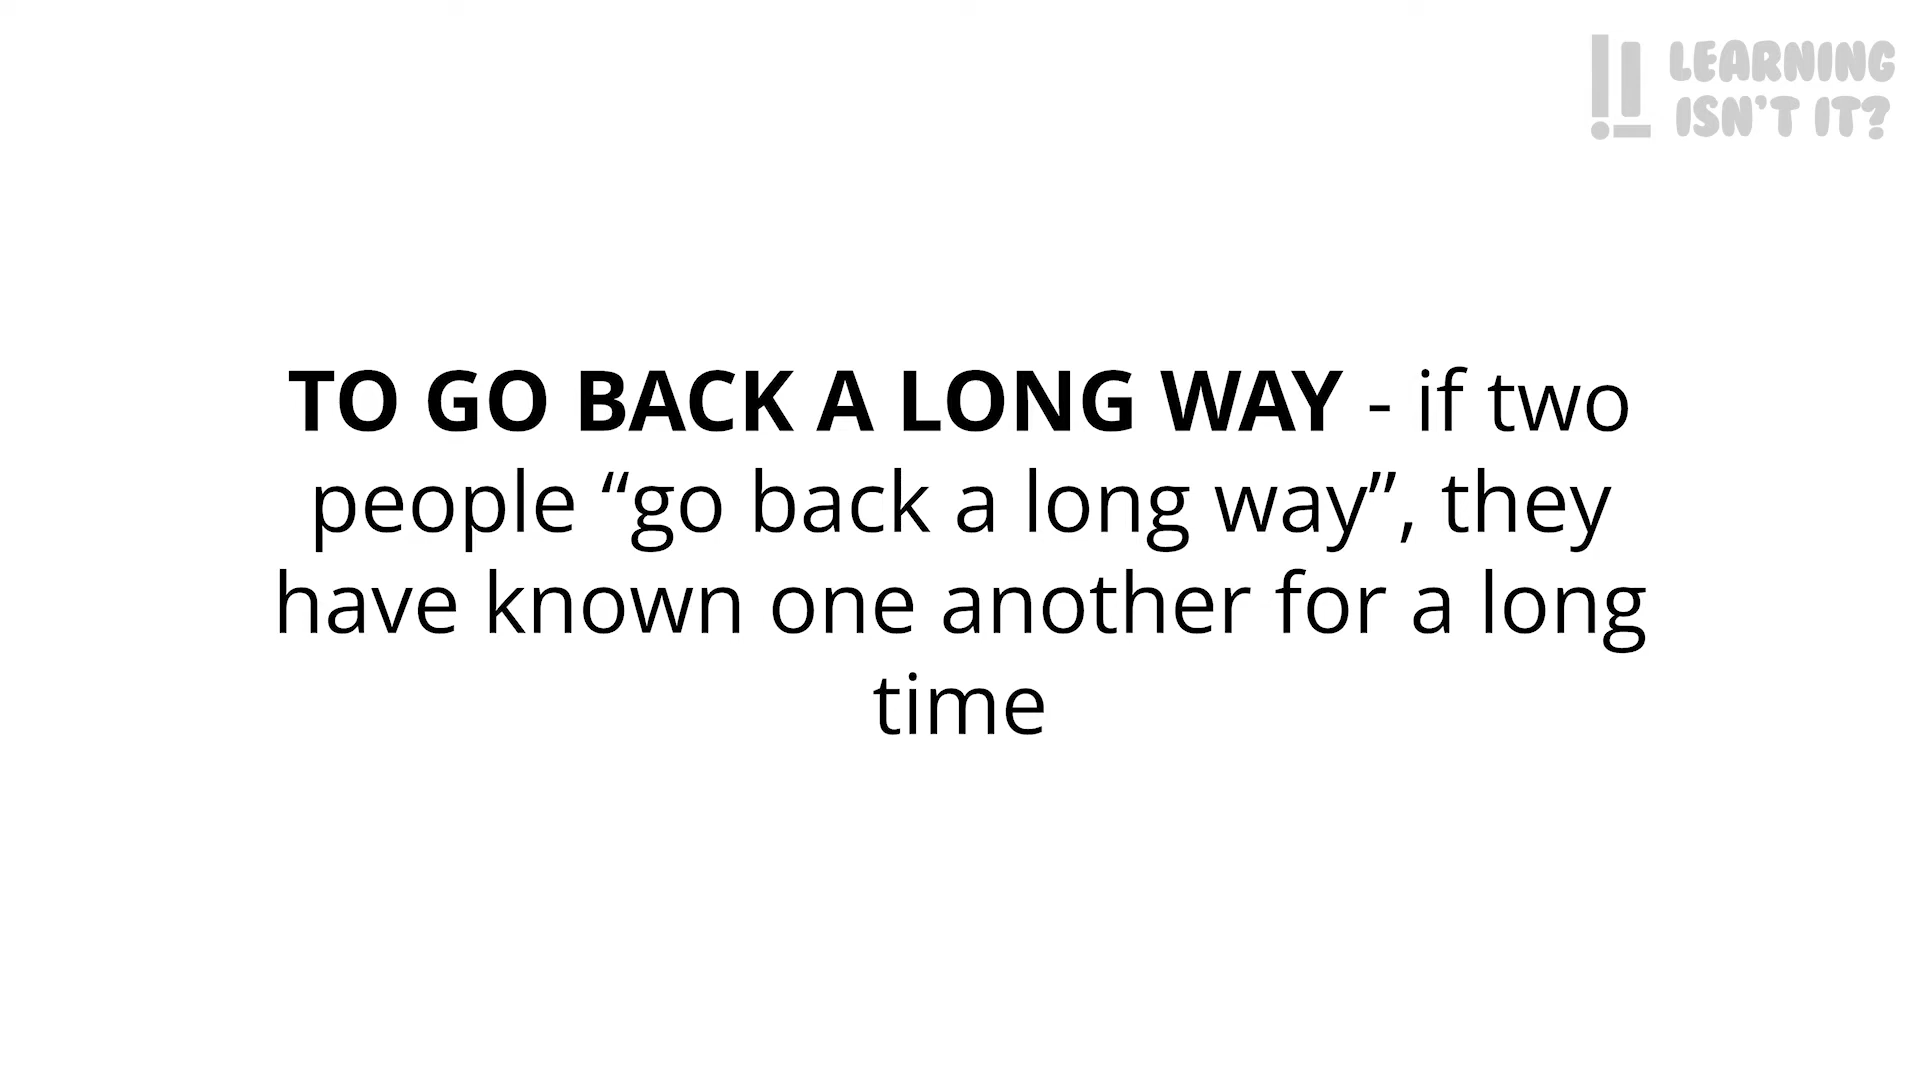 LEARNING
ISN'T IT?
TO GO BACK A LONG WAY - if two
people “go back a long way”, they
have known one another for a long
time